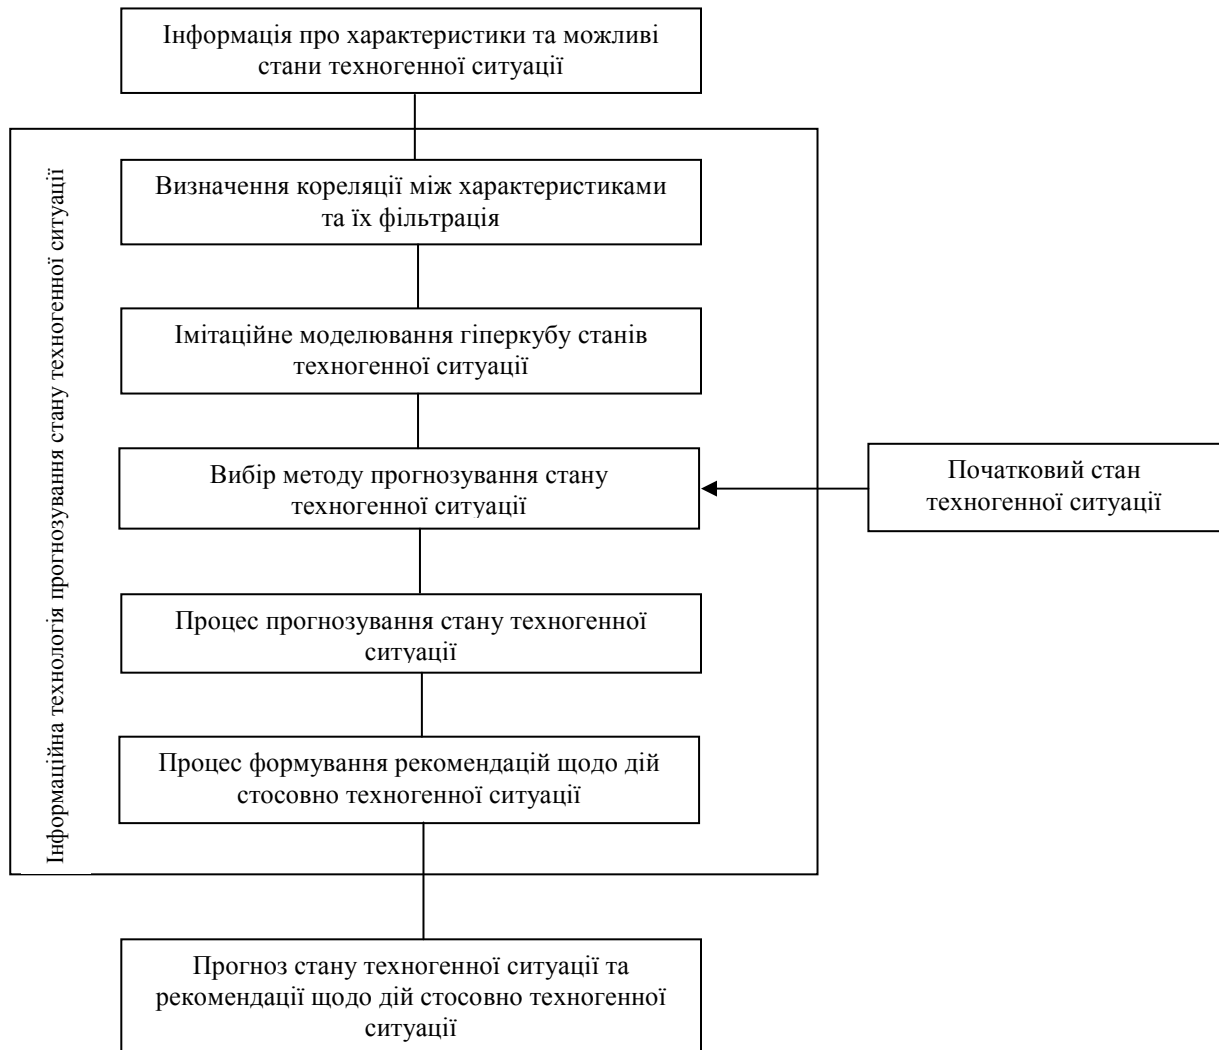 Інформація про характеристики та можливі
стани техногенної ситуації
Інформаційна технологія прогнозування стану техногенної ситуації
Визначення кореляції між характеристиками
та їх фільтрація
Імітаційне моделювання гіперкубу станів
техногенної ситуації
Вибір методу прогнозування стану
техногенної ситуації
Початковий стан
техногенної ситуації
Процес прогнозування стану техногенної
ситуації
Процес формування рекомендацій щодо дій
стосовно техногенної ситуації
Прогноз стану техногенної ситуації та
рекомендації щодо дій стосовно техногенної
ситуації